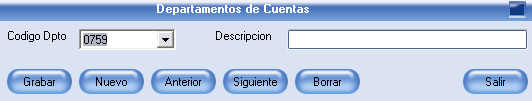 Departamentos de Cuentas
Codigo Dpto 0759 Descripcion
Grabar Nuevo Anterior Siguiente Borrar Salir